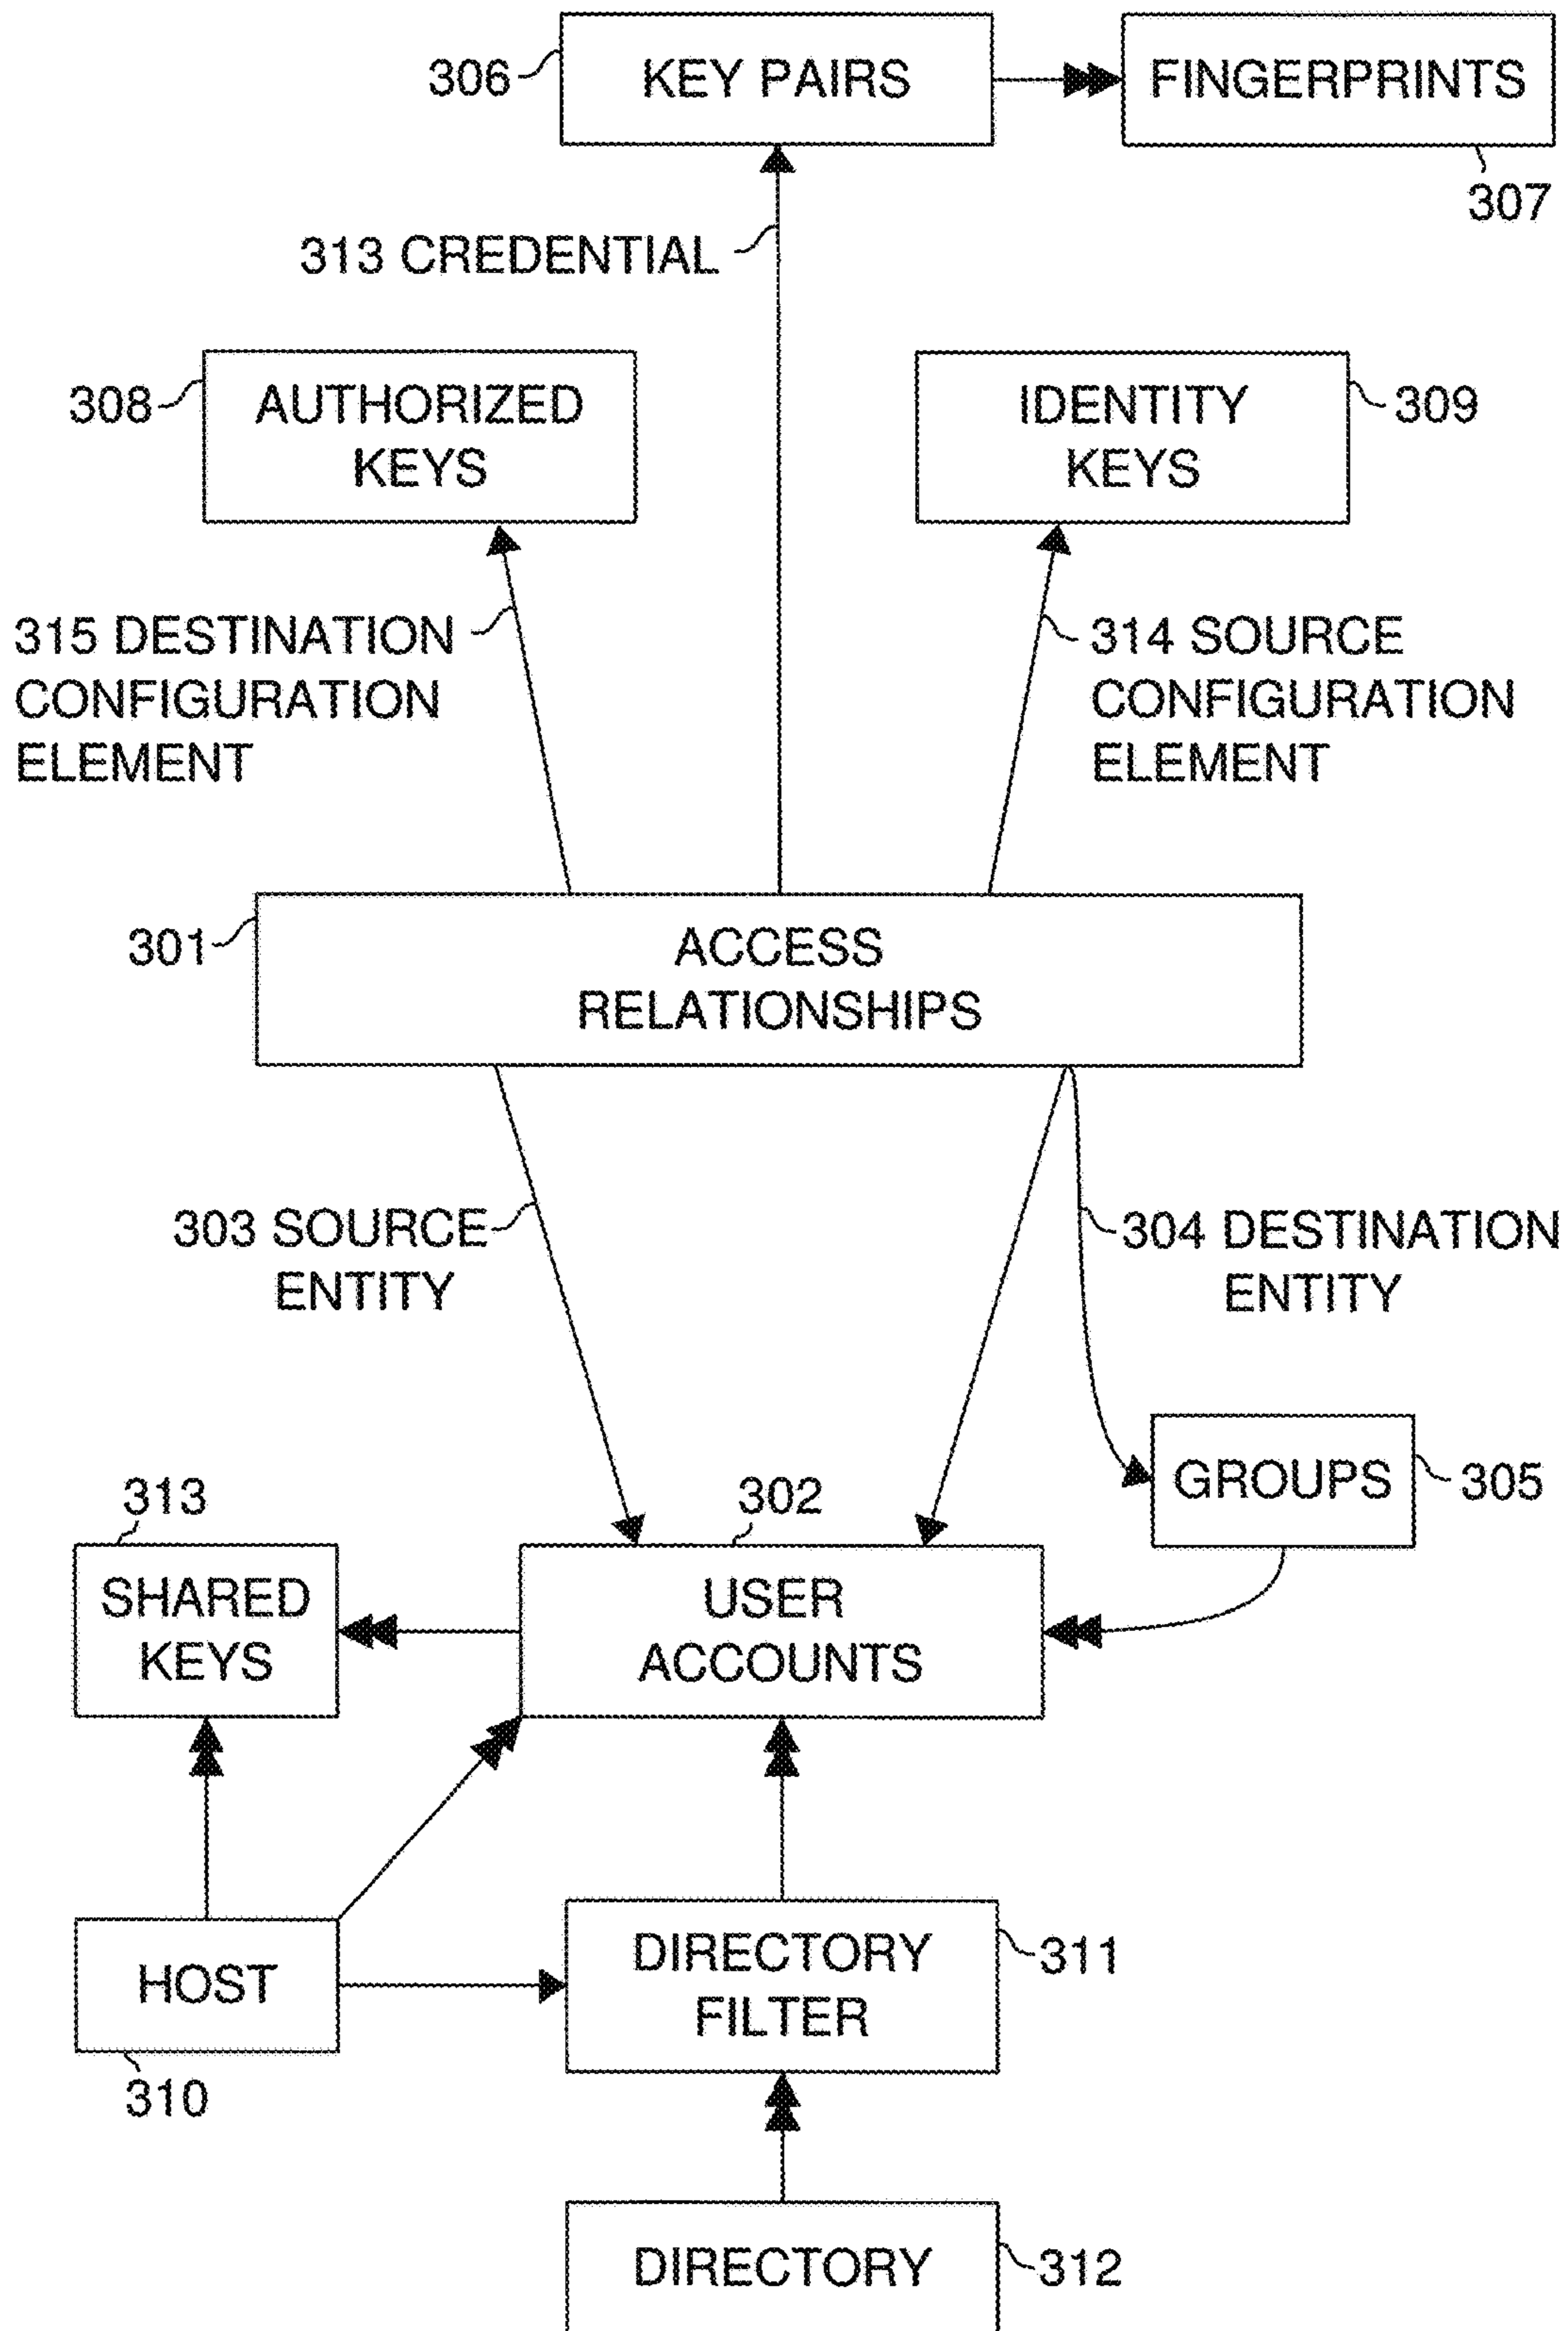 306
KEY PAIRS
FINGERPRINTS
307
313 CREDENTIAL
308
AUTHORIZED
KEYS
IDENTITY
KEYS
309
315 DESTINATION
CONFIGURATION
ELEMENT
314 SOURCE
CONFIGURATION
ELEMENT
301
ACCESS
RELATIONSHIPS
303 SOURCE
ENTITY
304 DESTINATION
ENTITY
GROUPS
305
313
302
SHARED
KEYS
USER
ACCOUNTS
HOST
310
DIRECTORY
FILTER
311
DIRECTORY
312